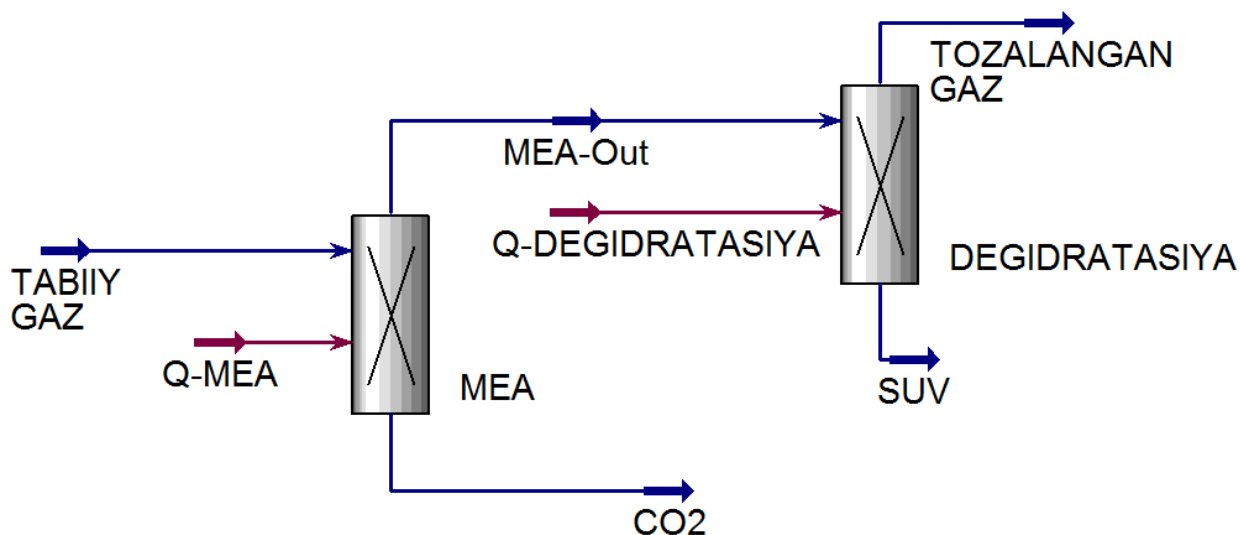 TOZALANGAN
GAZ
MEA-Out
Q-DEGIDRATASIYA
DEGIDRATASIYA
TABIIY
GAZ
Q-MEA
MEA
SUV
CO2